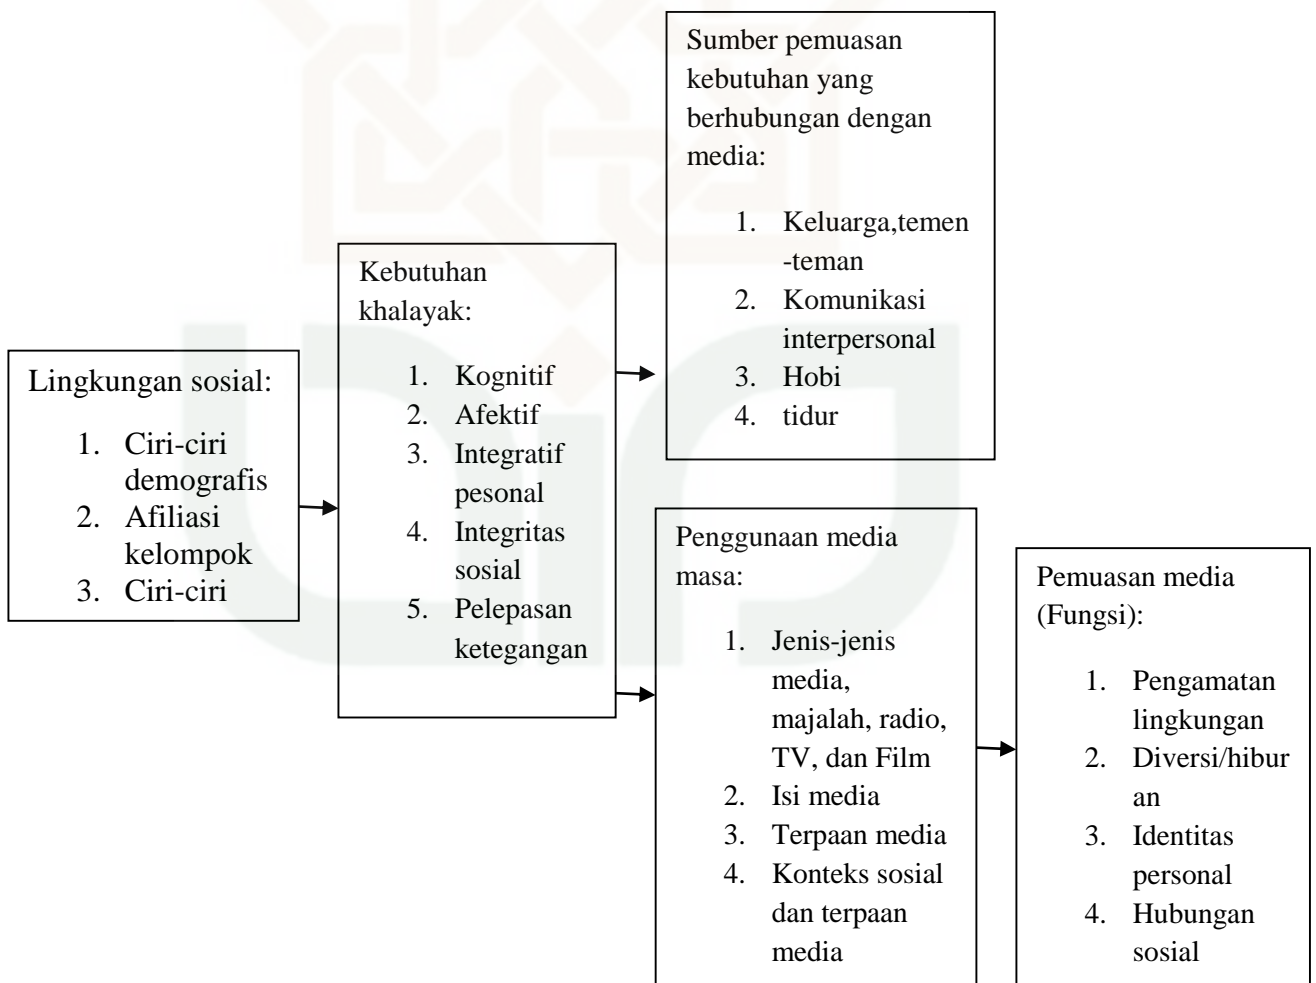 Lingkungan sosial:
1. Ciri-ciri
demografis
2. Afiliasi
kelompok
3. Ciri-ciri
Kebutuhan
khalayak:
1. Kognitif
2. Afektif
3. Integratif
pesonal
4. Integritas
sosial
5. Pelepasan
ketegangan
Sumber pemuasan
kebutuhan yang
berhubungan dengan
media:
1. Keluarga,temen
-teman
2. Komunikasi
interpersonal
3. Hobi
4. tidur
Penggunaan media
masa:
1. Jenis-jenis
media,
majalah, radio,
TV, dan Film
2. Isi media
3. Terpaan media
4. Konteks sosial
dan terpaan
media
Pemuasan media
(Fungsi):
1. Pengamatan
lingkungan
2. Diversi/hibur
an
3. Identitas
personal
4. Hubungan
sosial